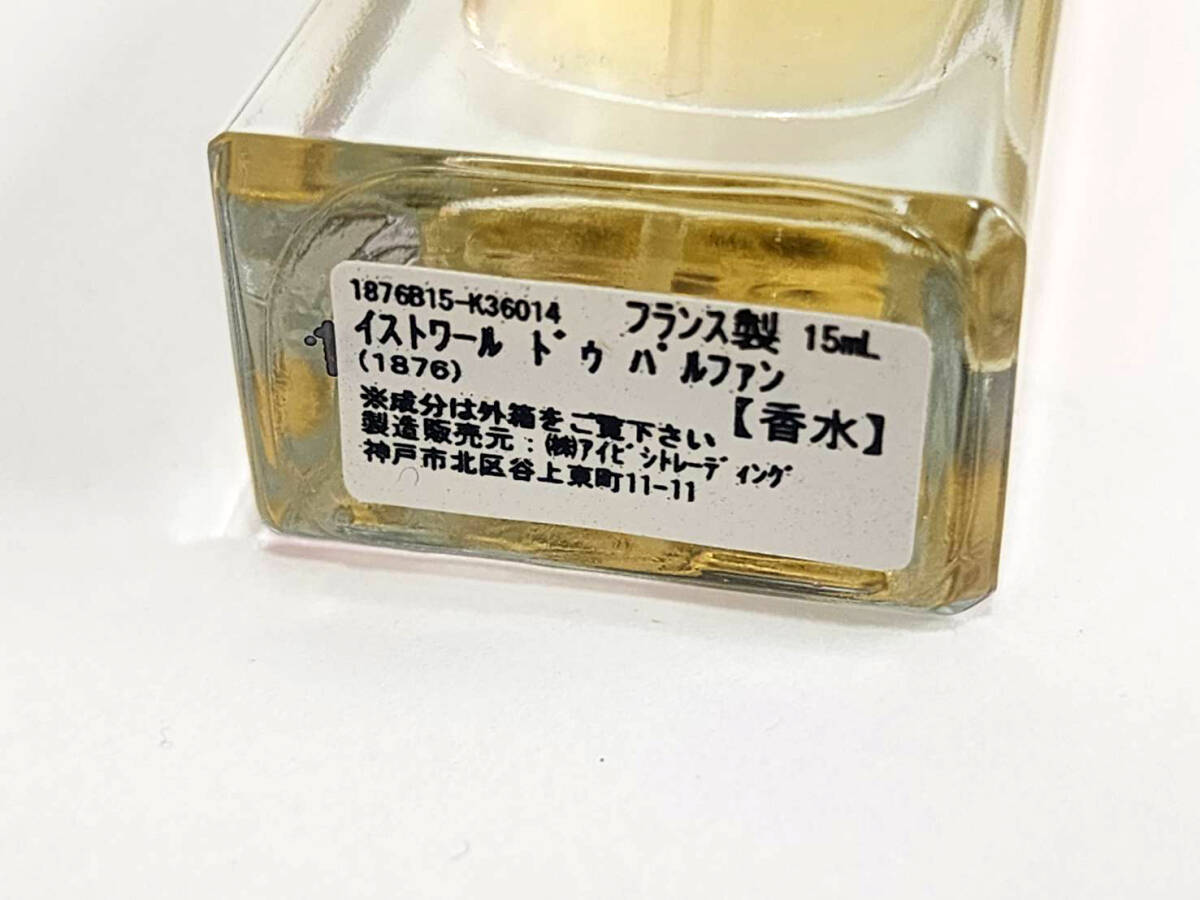 1876B15-K36014 フランス製 15mL
イストワール ドゥ パルファン
(1876)
【香水】
※成分は外箱をご覧下さい
製造販売元:㈱アイビシトレーディング
神戸市北区谷上東町11-11